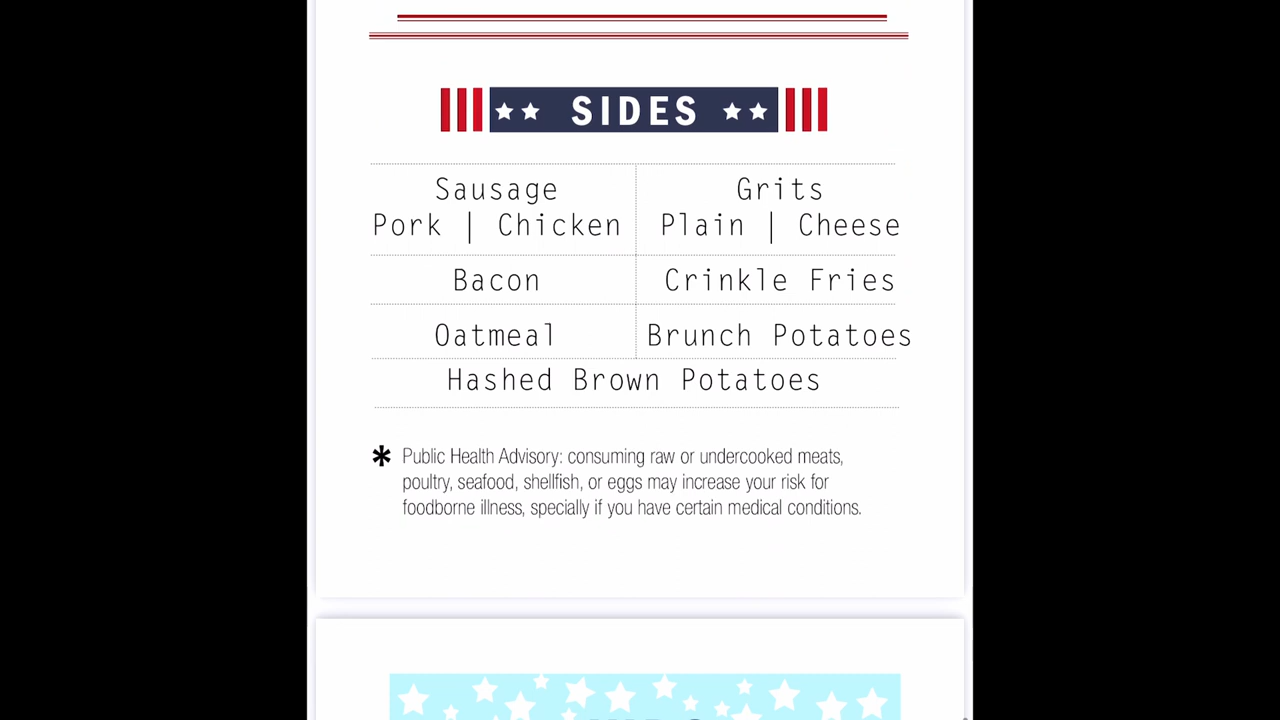 SIDES
Sausage
Pork | Chicken
Grits
Plain | Cheese
Bacon
Crinkle Fries
Oatmeal
Brunch Potatoes
Hashed Brown Potatoes
* Public Health Advisory: consuming raw or undercooked meats,
poultry, seafood, shellfish, or eggs may increase your risk for
foodborne illness, specially if you have certain medical conditions.